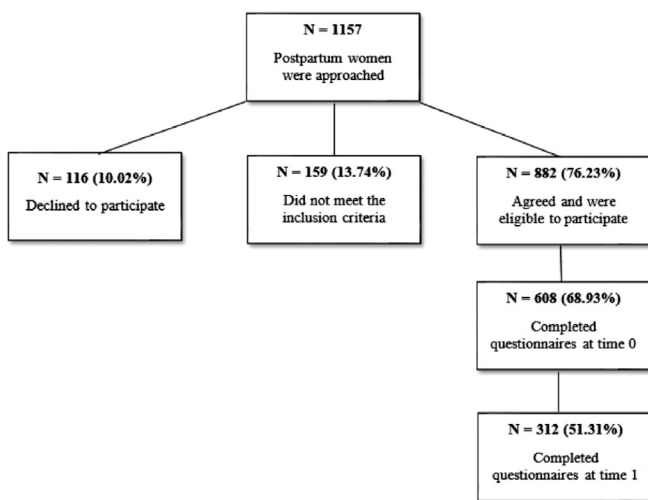 N = 1157
Postpartum women
were approached
N = 116 (10.02%)
Declined to participate
N = 159 (13.74%)
Did not meet the
inclusion criteria
N = 882 (76.23%)
Agreed and were
eligible to participate
N = 608 (68.93%)
Completed
questionnaires at time 0
N = 312 (51.31%)
Completed
questionnaires at time 1